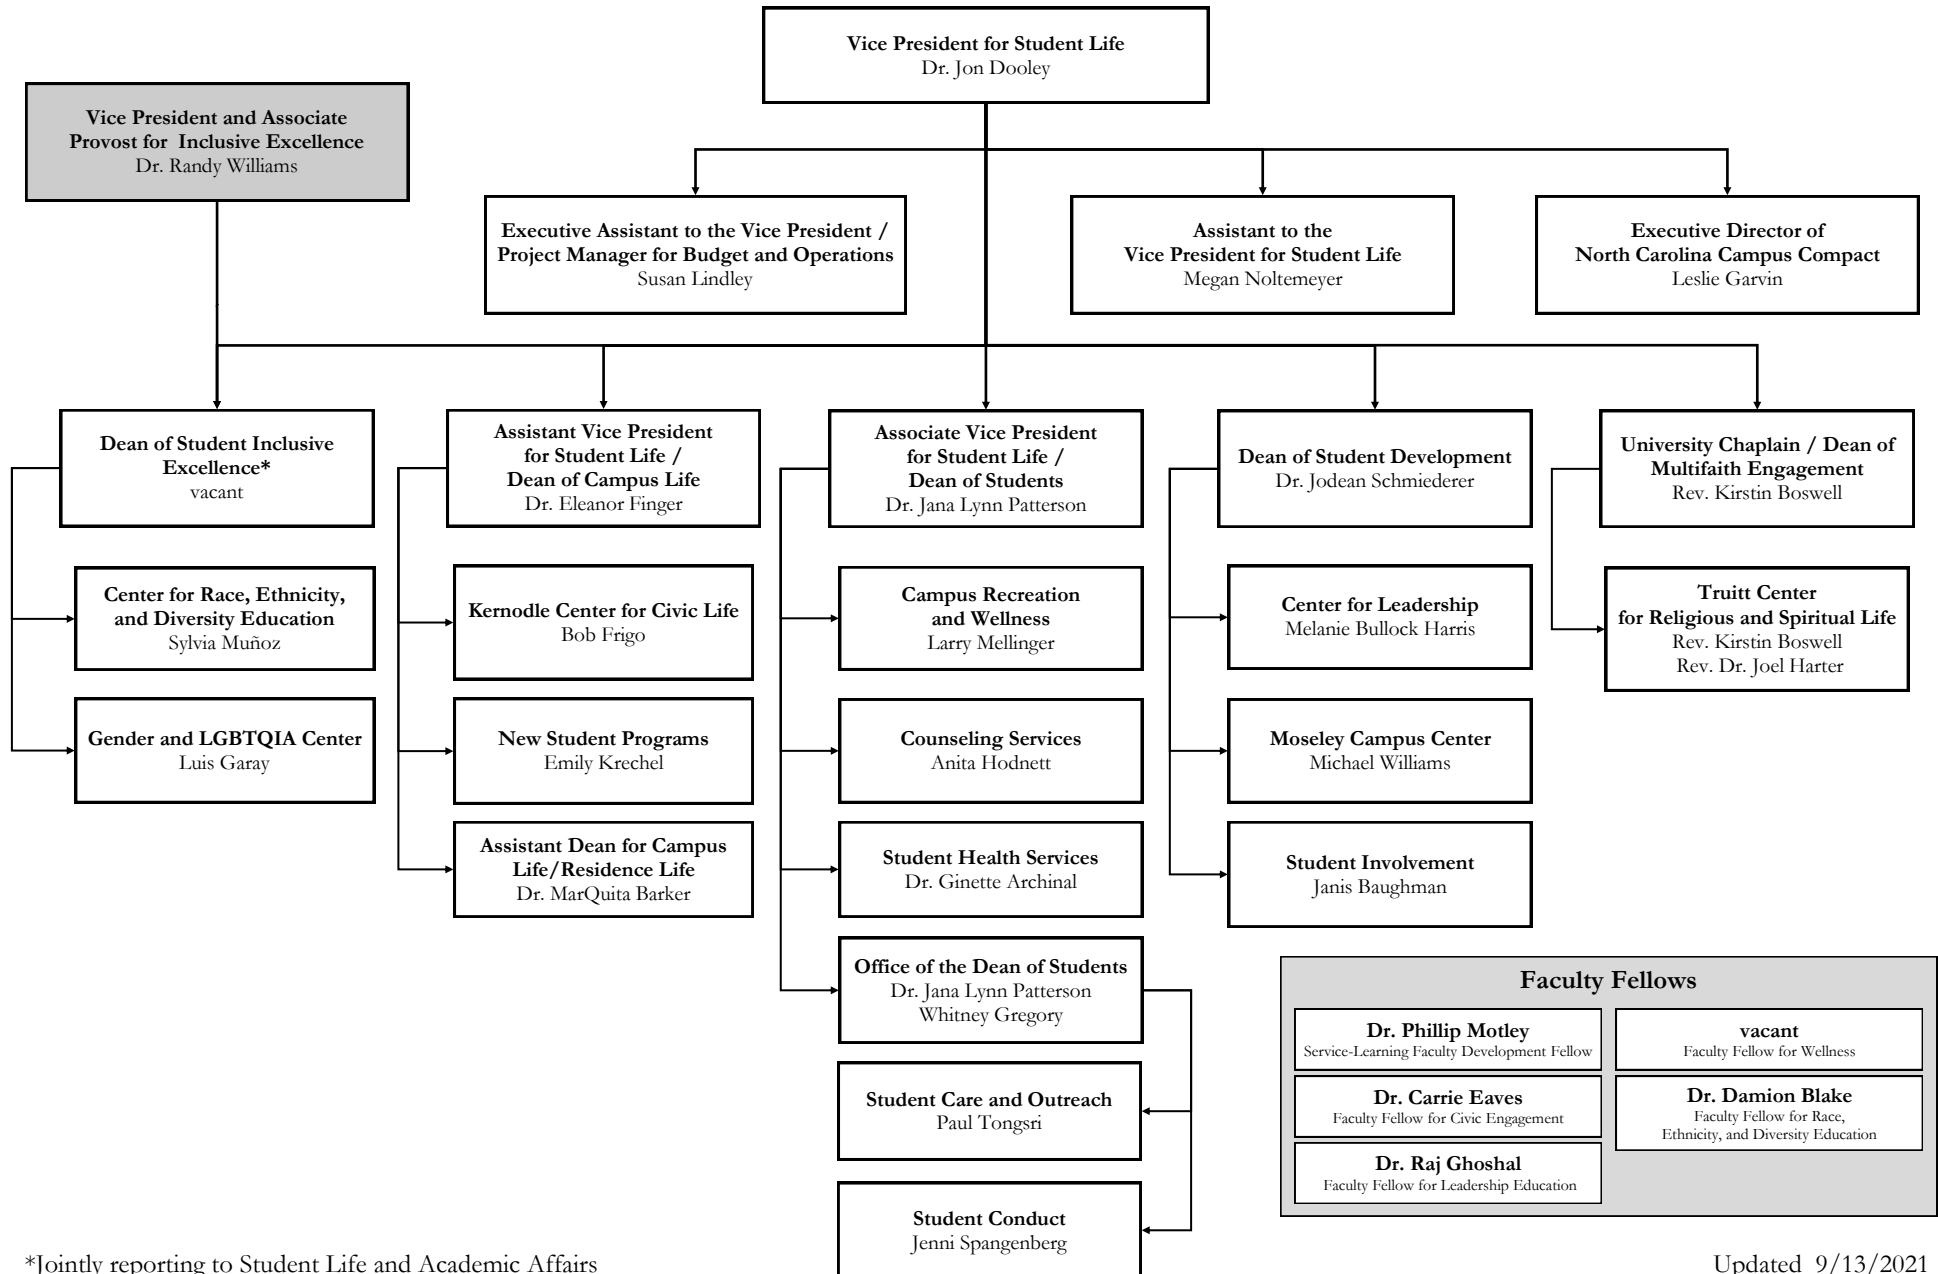 Vice President for Student Life
Dr. Jon Dooley
Vice President and Associate
Provost for Inclusive Excellence
Dr. Randy Williams
Executive Assistant to the Vice President /
Project Manager for Budget and Operations
Susan Lindley
Assistant to the
Vice President for Student Life
Megan Noltemeyer
Executive Director of
North Carolina Campus Compact
Leslie Garvin
Dean of Student Inclusive
Excellence*
vacant
Assistant Vice President
for Student Life /
Dean of Campus Life
Dr. Eleanor Finger
Associate Vice President
for Student Life /
Dean of Students
Dr. Jana Lynn Patterson
Dean of Student Development
Dr. Jodean Schmiederer
University Chaplain / Dean of
Multifaith Engagement
Rev. Kirstin Boswell
Center for Race, Ethnicity,
and Diversity Education
Sylvia Muñoz
Kernodle Center for Civic Life
Bob Frigo
Campus Recreation
and Wellness
Larry Mellinger
Center for Leadership
Melanie Bullock Harris
Truitt Center
for Religious and Spiritual Life
Rev. Kirstin Boswell
Rev. Dr. Joel Harter
Gender and LGBTQIA Center
Luis Garay
New Student Programs
Emily Krechel
Counseling Services
Anita Hodnett
Moseley Campus Center
Michael Williams
Assistant Dean for Campus
Life/Residence Life
Dr. MarQuita Barker
Student Health Services
Dr. Ginette Archinal
Student Involvement
Janis Baughman
Office of the Dean of Students
Dr. Jana Lynn Patterson
Whitney Gregory
Student Care and Outreach
Paul Tongsri
Student Conduct
Jenni Spangenberg
Faculty Fellows
Dr. Phillip Motley
Service-Learning Faculty Development Fellow
vacant
Faculty Fellow for Wellness
Dr. Carrie Eaves
Faculty Fellow for Civic Engagement
Dr. Damion Blake
Faculty Fellow for Race,
Ethnicity, and Diversity Education
Dr. Raj Ghoshal
Faculty Fellow for Leadership Education
*Jointly reporting to Student Life and Academic Affairs
Updated 9/13/2021